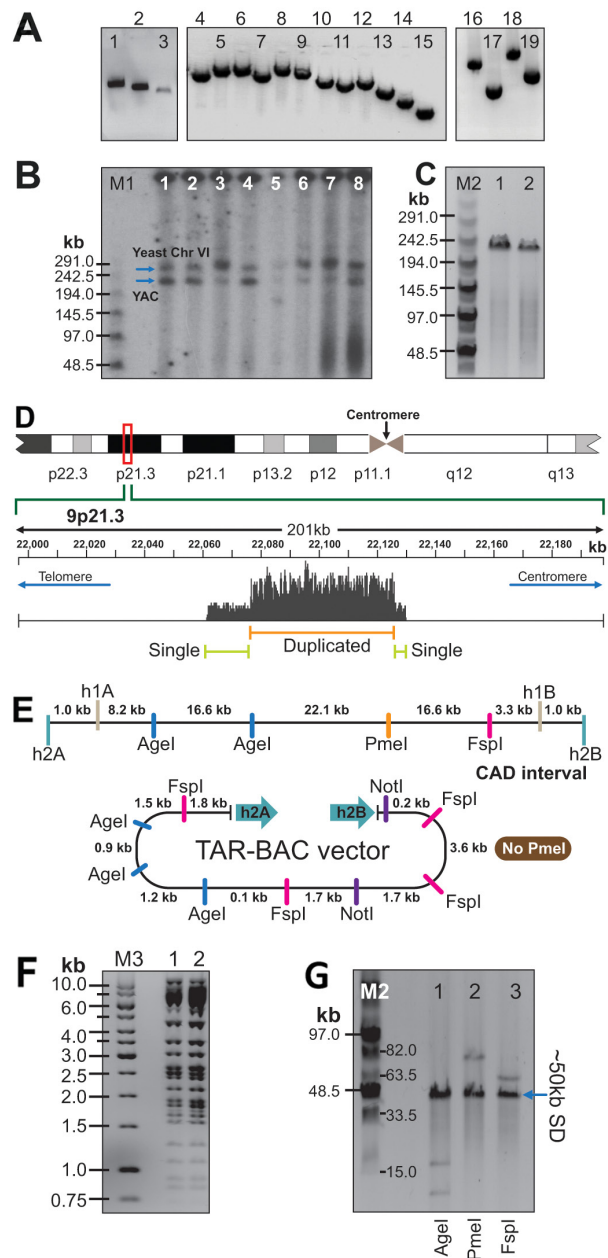 A
2 4 6 8 10 12 14 16 18
1 3 5 7 9 11 13 15 17 19
B
M1 1 2 3 4 5 6 7 8
kb
291.0
242.5
194.0
145.5
97.0
48.5
Yeast Chr VI
YAC
C
M2 1 2
kb
291.0
242.5
194.0
145.5
97.0
48.5
D
Centromere
p22.3 p21.3 p21.1 p13.2 p12 p11.1 q12 q13
9p21.3
201kb
22,000 22,020 22,040 22,060 22,080 22,100 22,120 22,140 22,160 22,180 kb
Telomere
Centromere
Single
Duplicated
Single
E
h1A h1B
1.0 kb 8.2 kb 16.6 kb 22.1 kb 16.6 kb 3.3 kb 1.0 kb
h2A AgeI AgeI PmeI FspI h2B
CAD interval
FspI NotI
1.5 kb 1.8 kb h2A h2B 0.2 kb FspI
AgeI
0.9 kb TAR-BAC vector 3.6 kb No PmeI
AgeI
1.2 kb 0.1 kb 1.7 kb 1.7 kb FspI
AgeI FspI NotI
F
kb M3 1 2
10.0
6.0
4.0
3.0
2.5
2.0
1.5
1.0
0.75
G
M2 1 2 3
kb
97.0
48.5
-82.0
-63.5
-33.5
-15.0
~50kb SD
AgeI
PmeI
FspI